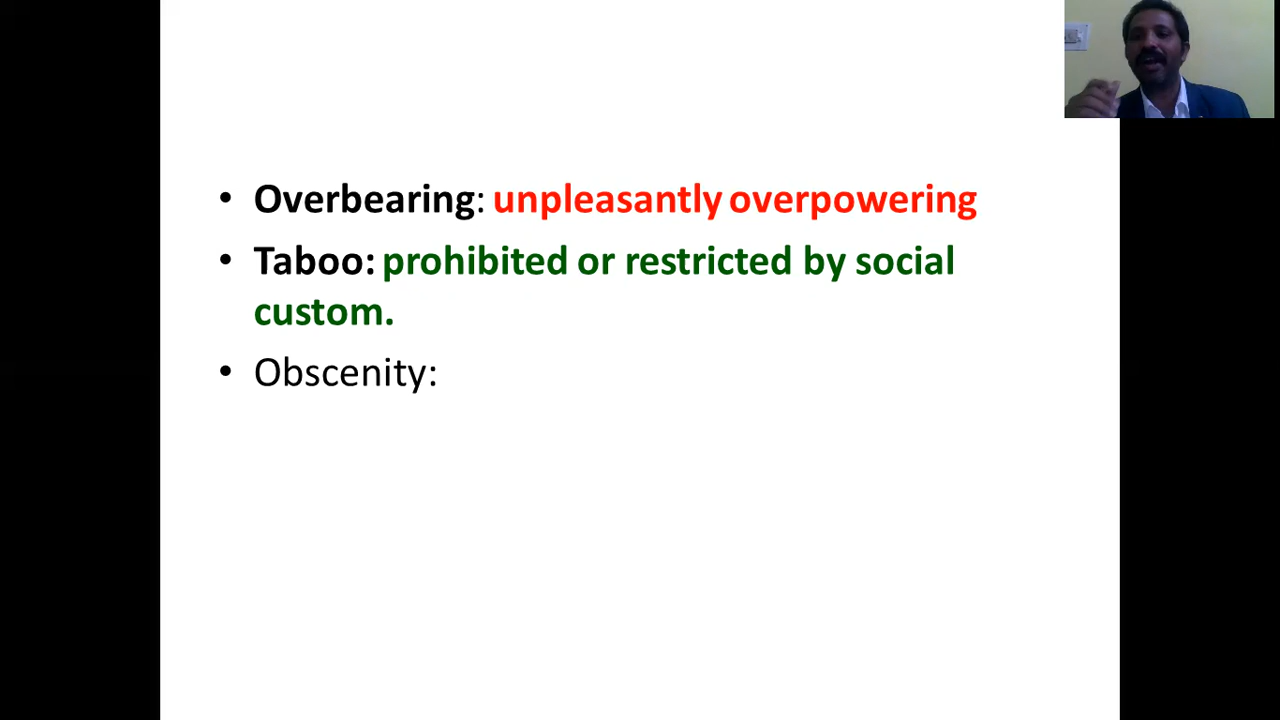 • Overbearing: unpleasantly overpowering
• Taboo: prohibited or restricted by social
custom.
• Obscenity: